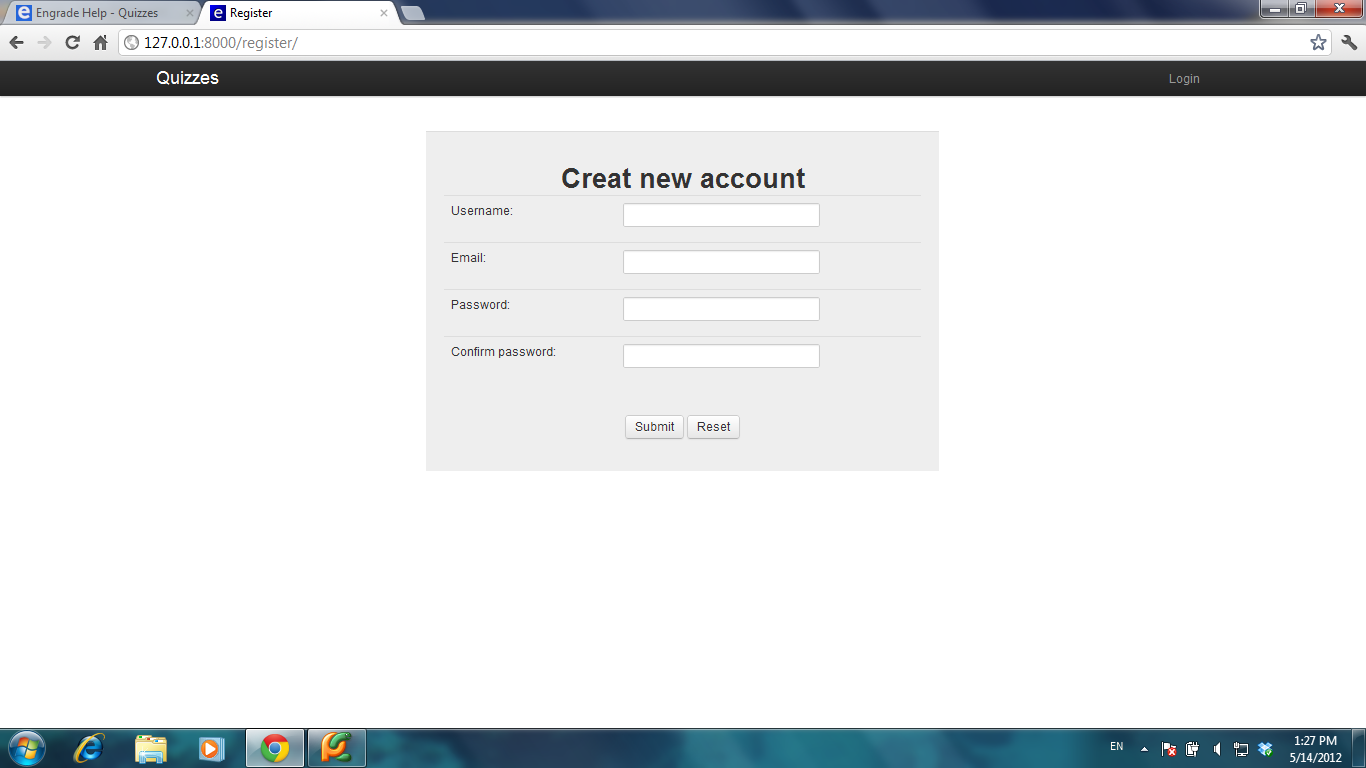 Engrade Help - Quizzes
Register
127.0.0.1:8000/register/
Quizzes
Login
Creat new account
Username:
Email:
Password:
Confirm password:
Submit Reset
EN
1:27 PM
5/14/2012